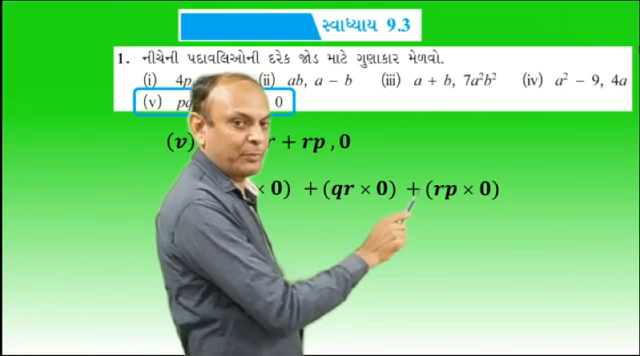 સ્વાધ્યાય 9.3
1. નીચેની પદાવલિઓની દરેક જોડ માટે ગુણાકાર મેળવો.
(i) 4p (ii) ab, a − b (iii) a + b, 7a²b² (iv) a² − 9, 4a
(v) pq 0
(v) r + rp , 0
× 0) + (qr × 0) + (rp × 0)